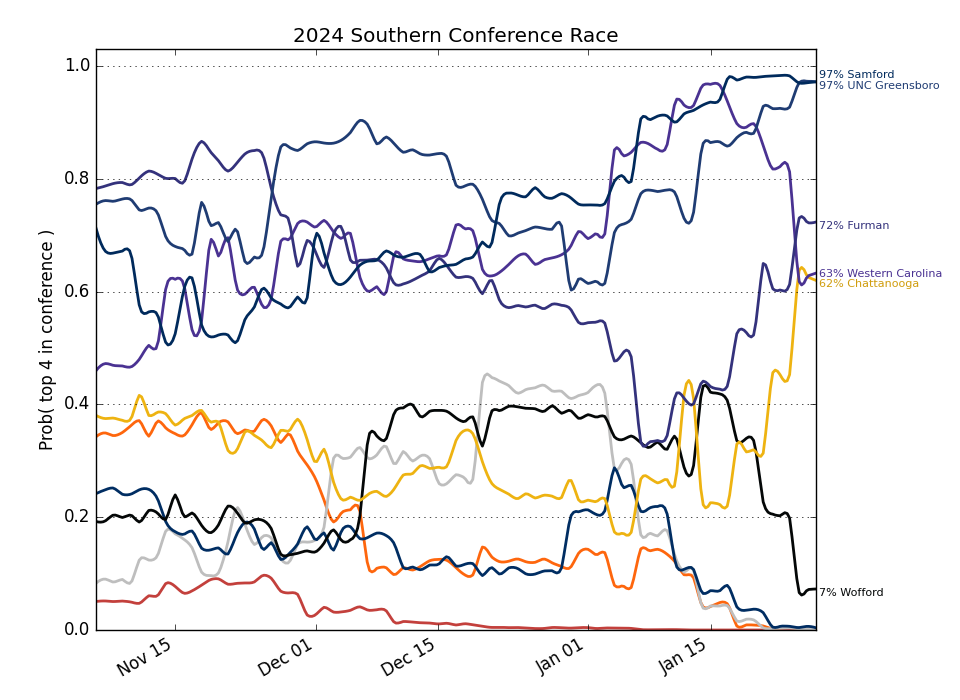 2024 Southern Conference Race
Prob( top 4 in conference )
1.0
0.8
0.6
0.4
0.2
0.0
Nov 15
Dec 01
Dec 15
Jan 01
Jan 15
97% Samford
97% UNC Greensboro
72% Furman
63% Western Carolina
62% Chattanooga
7% Wofford